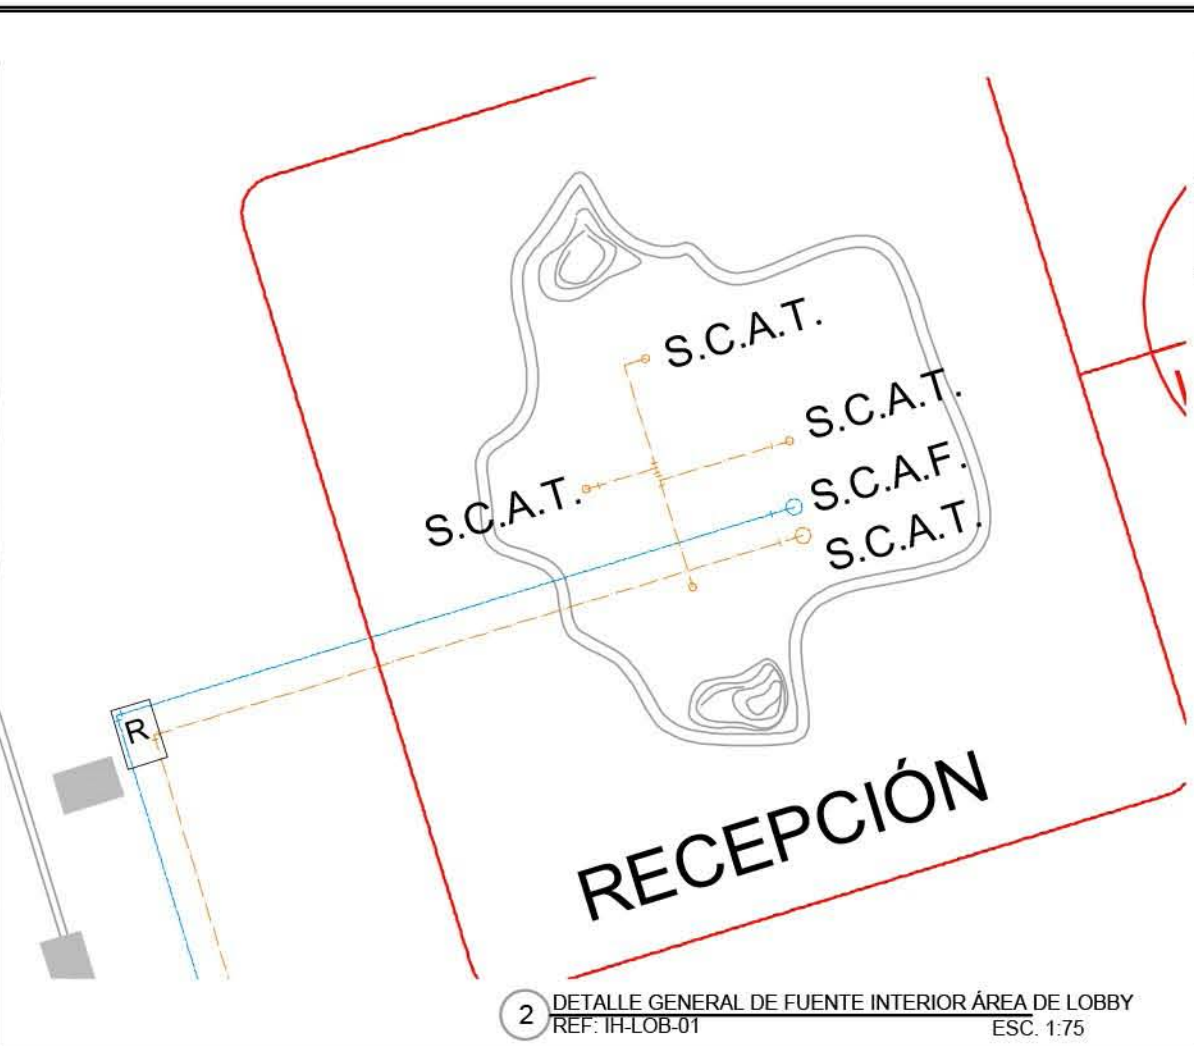 S.C.A.T.
S.C.A.T.
S.C.A.F.
S.C.A.T.
S.C.A.T.
R
RECEPCIÓN
2
DETALLE GENERAL DE FUENTE INTERIOR ÁREA DE LOBBY
REF: IH-LOB-01
ESC. 1:75